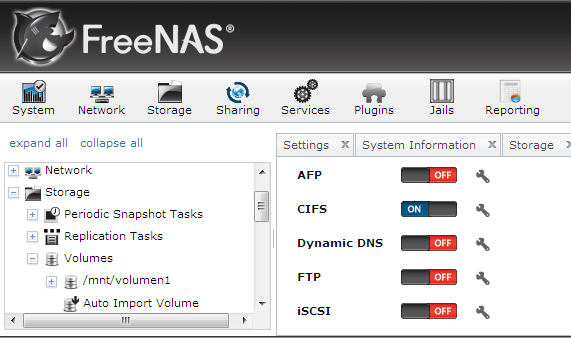 FreeNAS®
System Network Storage Sharing Services Plugins Jails Reporting
expand all collapse all
Settings X System Information X Storage X
Network
Storage
Periodic Snapshot Tasks
Replication Tasks
Volumes
/mnt/volumen1
Auto Import Volume
AFP OFF
CIFS ON
Dynamic DNS OFF
FTP OFF
iSCSI OFF